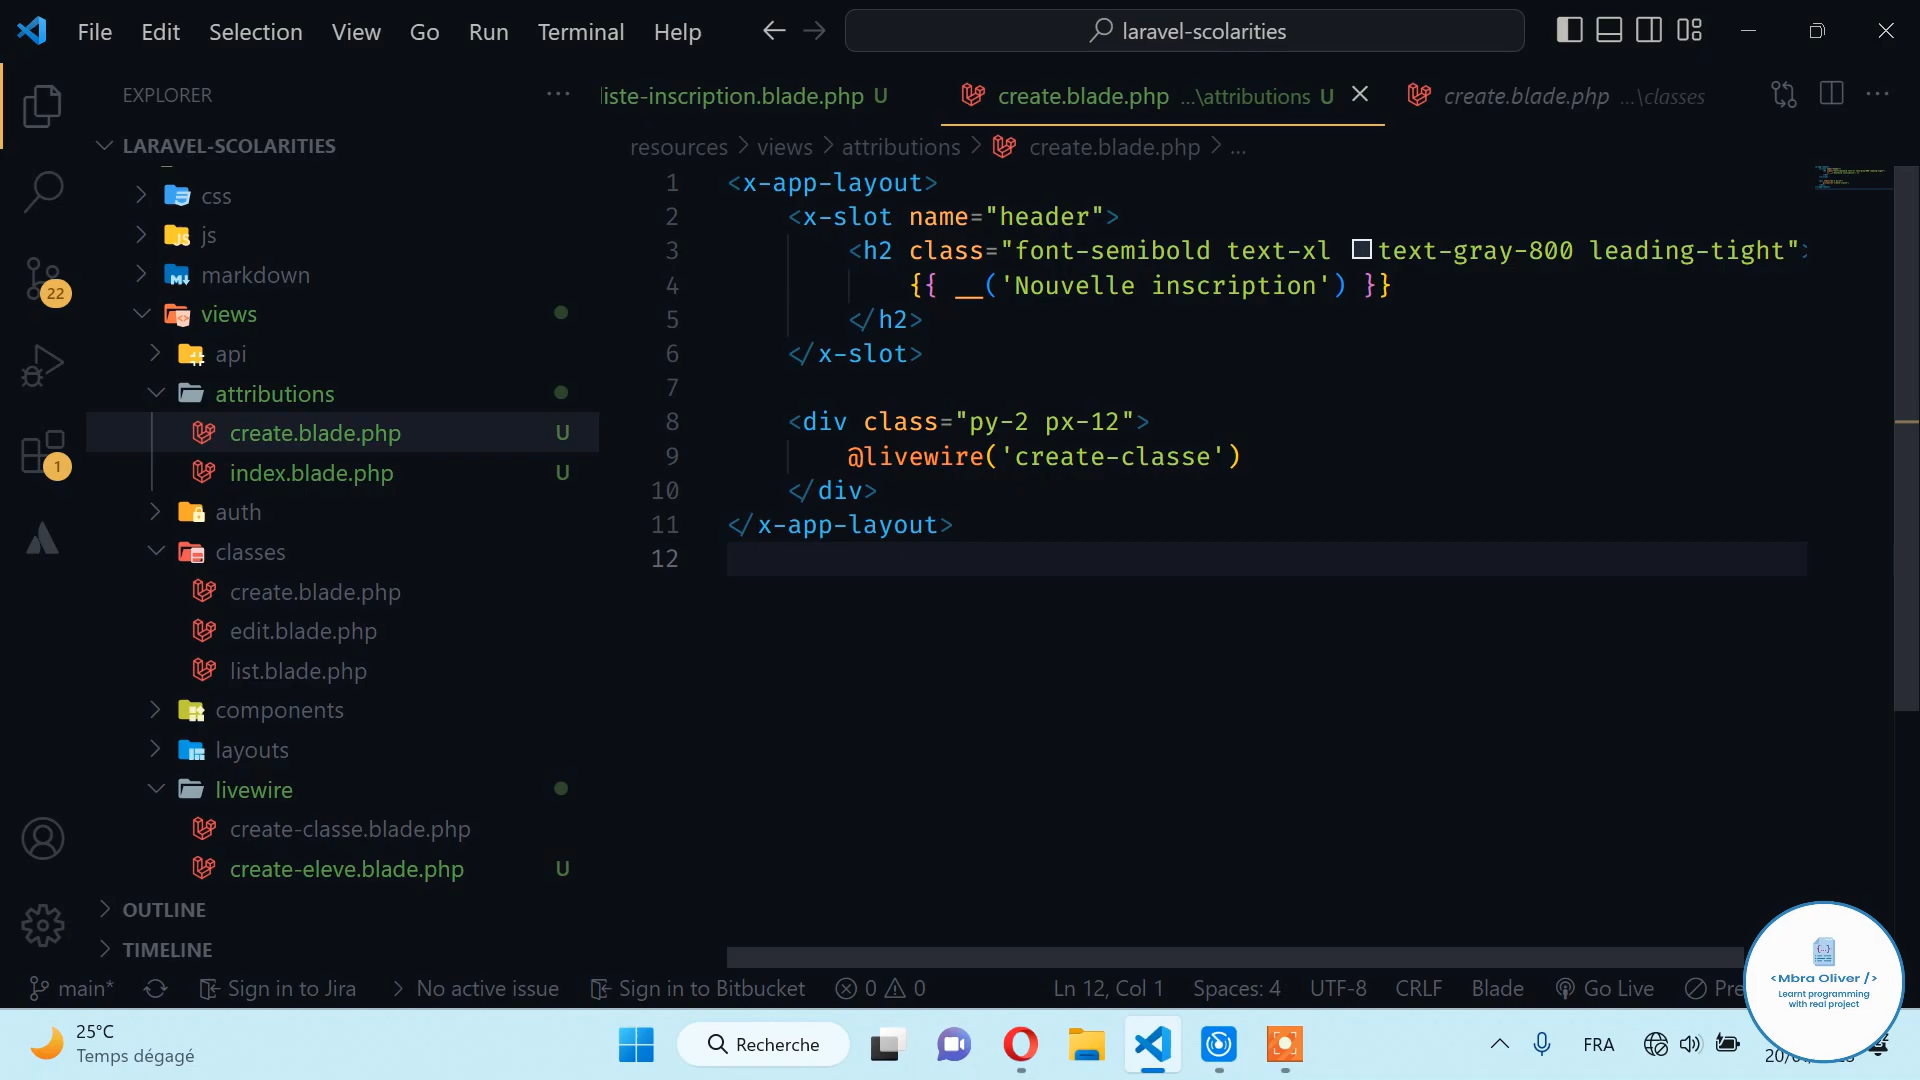 File Edit Selection View Go Run Terminal Help
laravel-scolarities
EXPLORER
LARAVEL-SCOLARITIES
css
js
markdown
views
api
attributions
create.blade.php U
index.blade.php U
auth
classes
create.blade.php
edit.blade.php
list.blade.php
components
layouts
livewire
create-classe.blade.php
create-eleve.blade.php U
OUTLINE
TIMELINE
22
1
liste-inscription.blade.php U
create.blade.php ...\attributions U
create.blade.php ...\classes
resources > views > attributions > create.blade.php > ...
1 <x-app-layout>
2 <x-slot name="header">
3 <h2 class="font-semibold text-xl text-gray-800 leading-tight">
4 {{ __('Nouvelle inscription') }}
5 </h2>
6 </x-slot>
7
8 <div class="py-2 px-12">
9 @livewire('create-classe')
10 </div>
11 </x-app-layout>
12
{...}
<Mbra Oliver />
Learnt programming
with real project
main* Sign in to Jira No active issue Sign in to Bitbucket 0 0 Ln 12, Col 1 Spaces: 4 UTF-8 CRLF Blade Go Live
25°C
Temps dégagé
Recherche
FRA